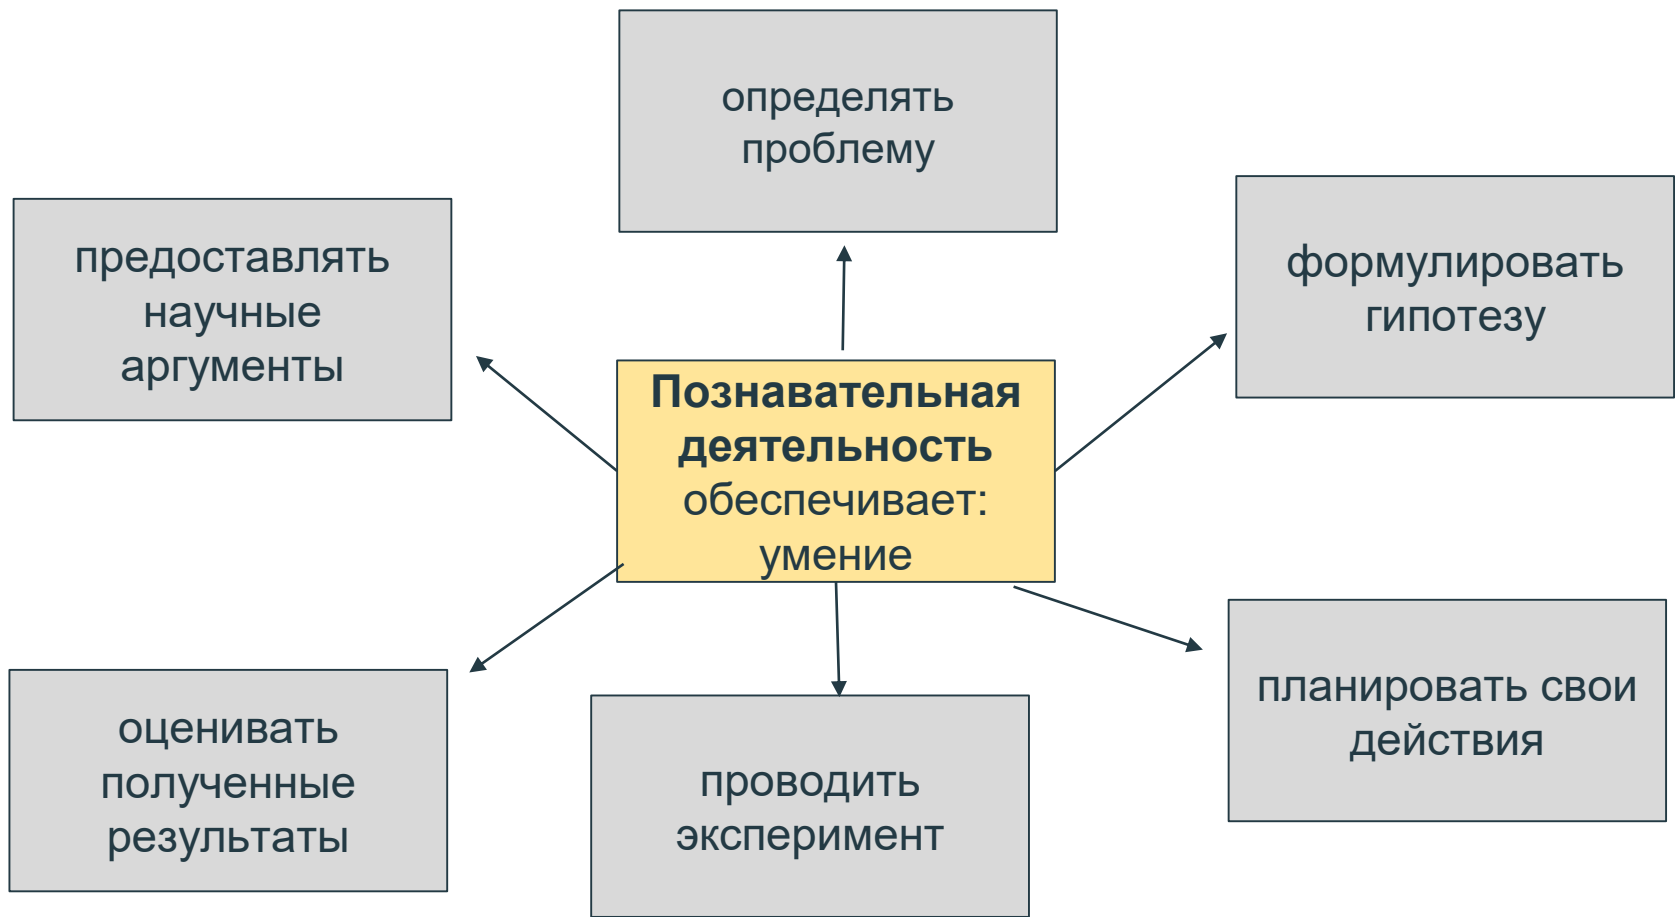 определять
проблему
предоставлять
научные
аргументы
формулировать
гипотезу
Познавательная
деятельность
обеспечивает:
умение
оценивать
полученные
результаты
проводить
эксперимент
планировать свои
действия